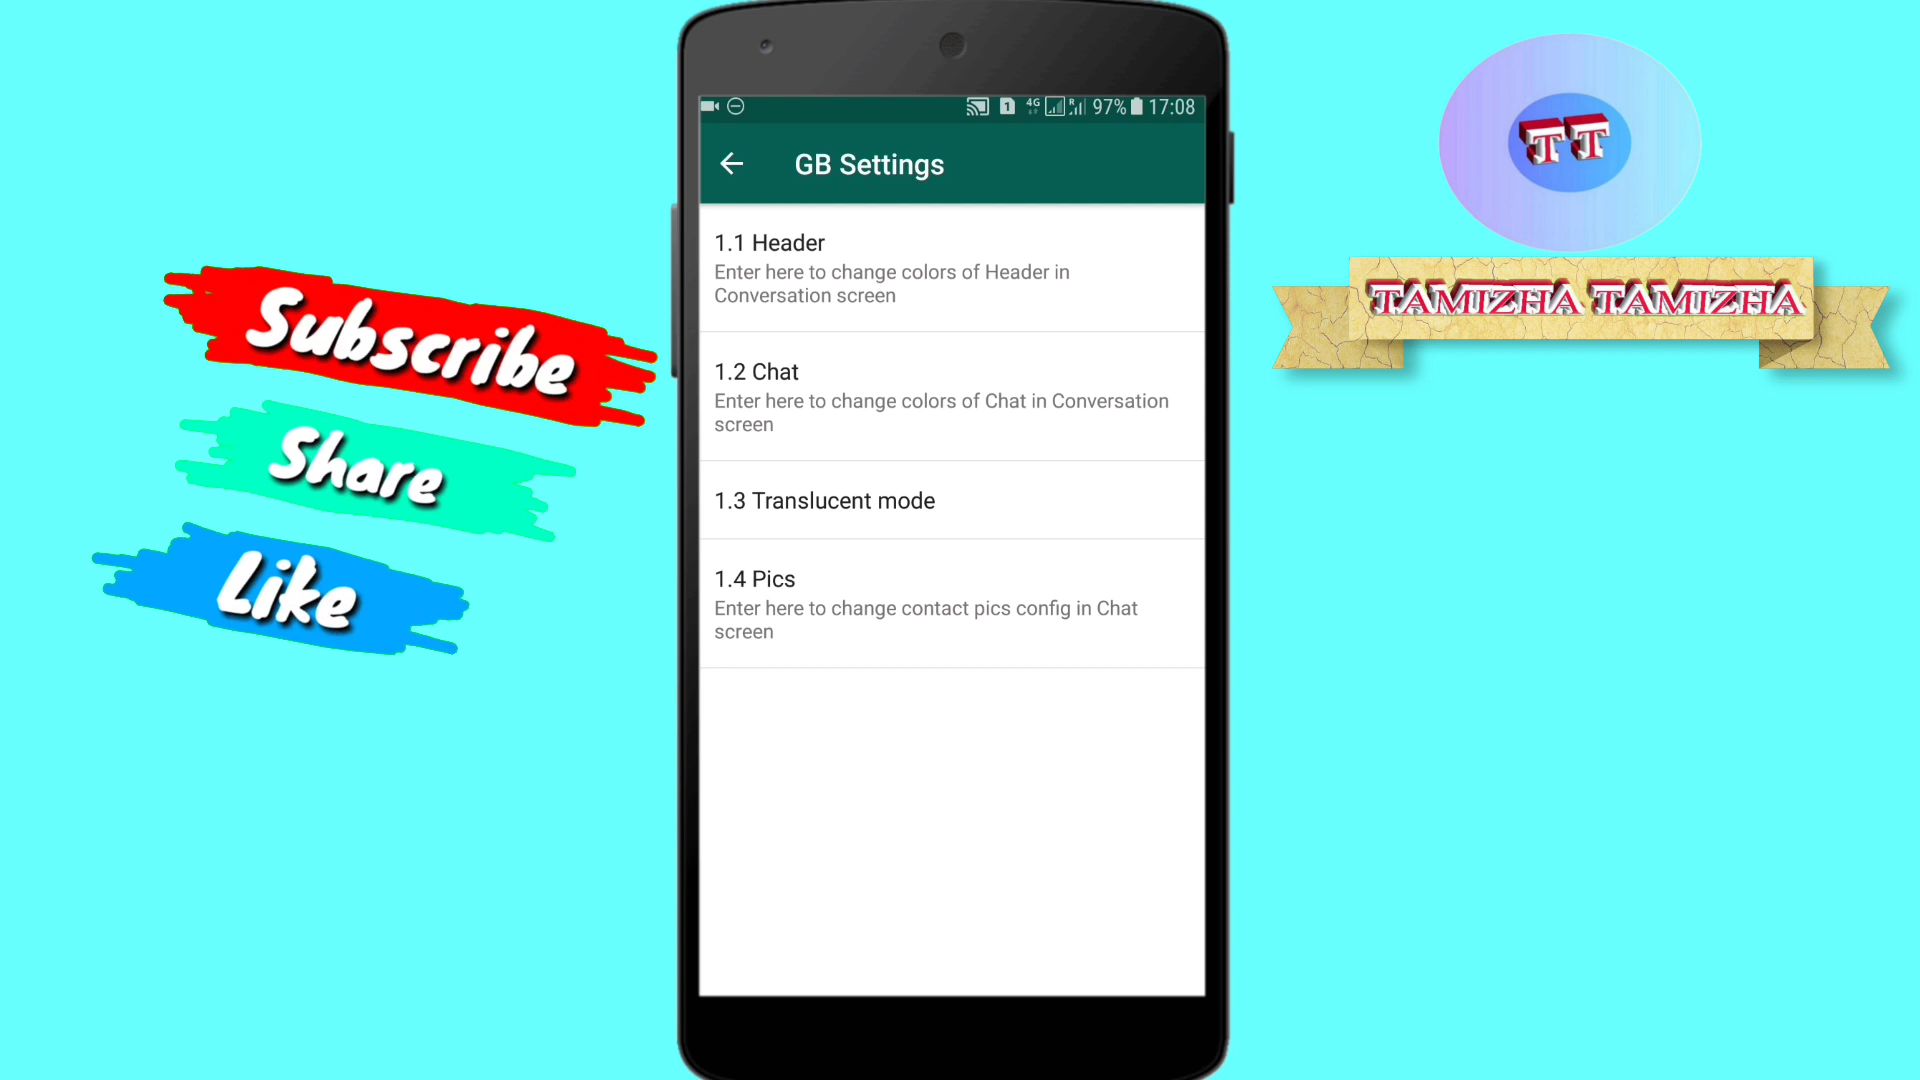 1 4G R 97% 17:08
GB Settings
1.1 Header
Enter here to change colors of Header in
Conversation screen
1.2 Chat
Enter here to change colors of Chat in Conversation
screen
1.3 Translucent mode
1.4 Pics
Enter here to change contact pics config in Chat
screen
Subscribe
Share
Like
TT
TAMIZHA TAMIZHA